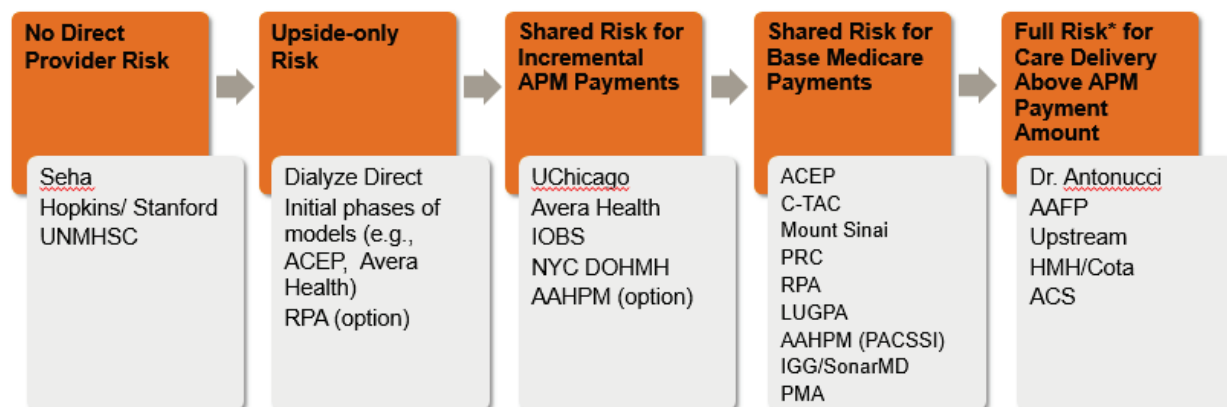 No Direct
Provider Risk
Seha
Hopkins/ Stanford
UNMHSC
Upside-only
Risk
Dialyze Direct
Initial phases of
models (e.g.,
ACEP, Avera
Health)
RPA (option)
Shared Risk for
Incremental
APM Payments
UChicago
Avera Health
IOBS
NYC DOHMH
AAHPM (option)
Shared Risk for
Base Medicare
Payments
ACEP
C-TAC
Mount Sinai
PRC
RPA
LUGPA
AAHPM (PACSSI)
IGG/SonarMD
PMA
Full Risk* for
Care Delivery
Above APM
Payment
Amount
Dr. Antonucci
AAFP
Upstream
HMH/Cota
ACS